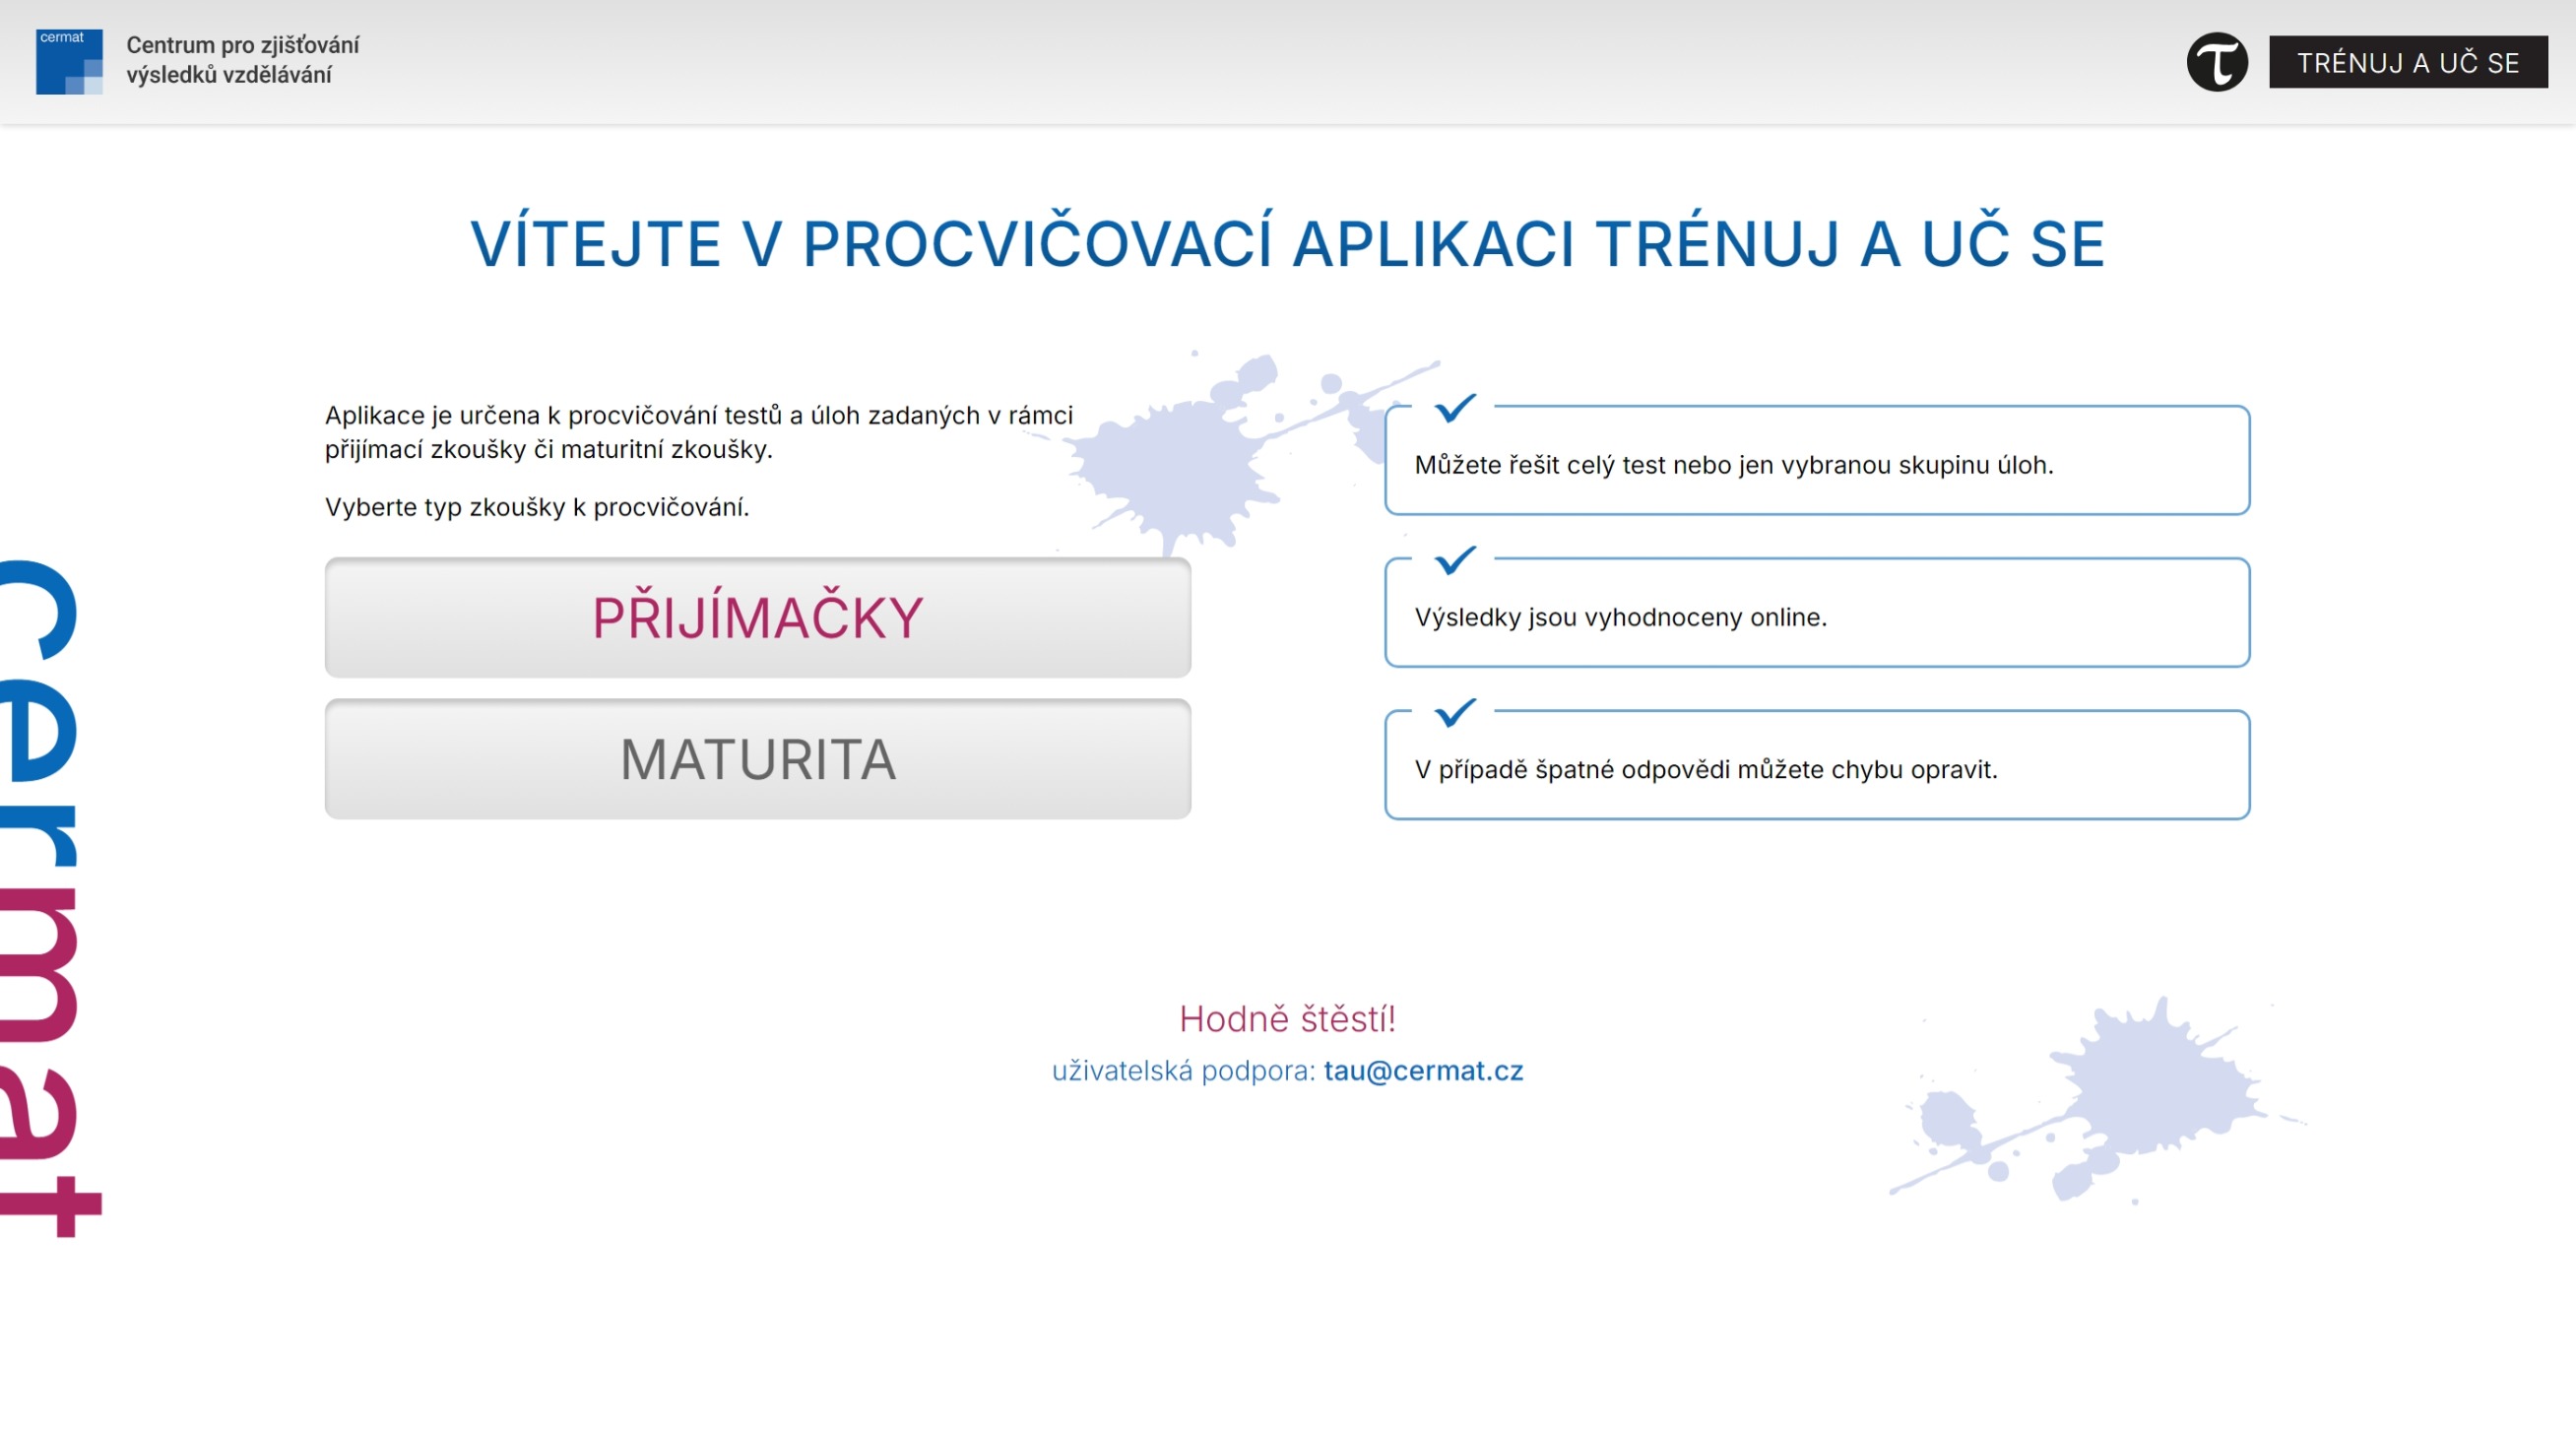 cermat
Centrum pro zjišťování
výsledků vzdělávání
τ
TRÉNUJ A UČ SE
VÍTEJTE V PROCVIČOVACÍ APLIKACI TRÉNUJ A UČ SE
Aplikace je určena k procvičování testů a úloh zadaných v rámci
přijímací zkoušky či maturitní zkoušky.
Vyberte typ zkoušky k procvičování.
PŘIJÍMAČKY
MATURITA
Můžete řešit celý test nebo jen vybranou skupinu úloh.
Výsledky jsou vyhodnoceny online.
V případě špatné odpovědi můžete chybu opravit.
cermat
Hodně štěstí!
uživatelská podpora: tau@cermat.cz